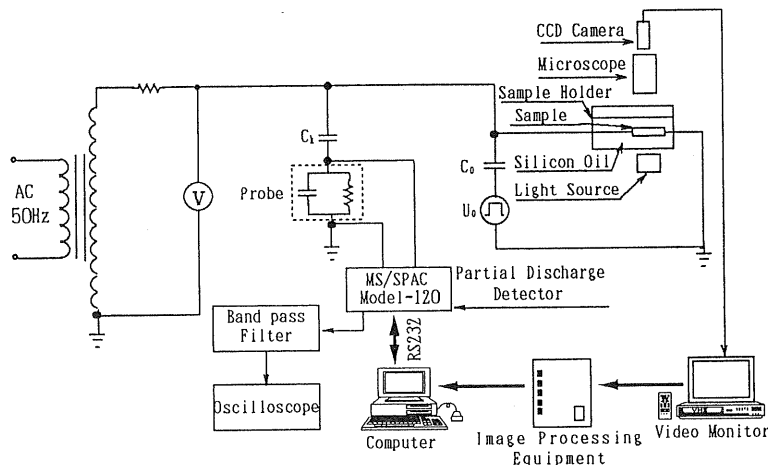 CCD Camera
Microscope
Sample Holder
Sample
Silicon Oil
Light Source
AC
50Hz
V
Cₖ
Probe
C₀
U₀
MS/SPAC
Model-120
Partial Discharge
Detector
Band pass
Filter
RS232
Oscilloscope
Computer
Image Processing
Equipment
Video Monitor